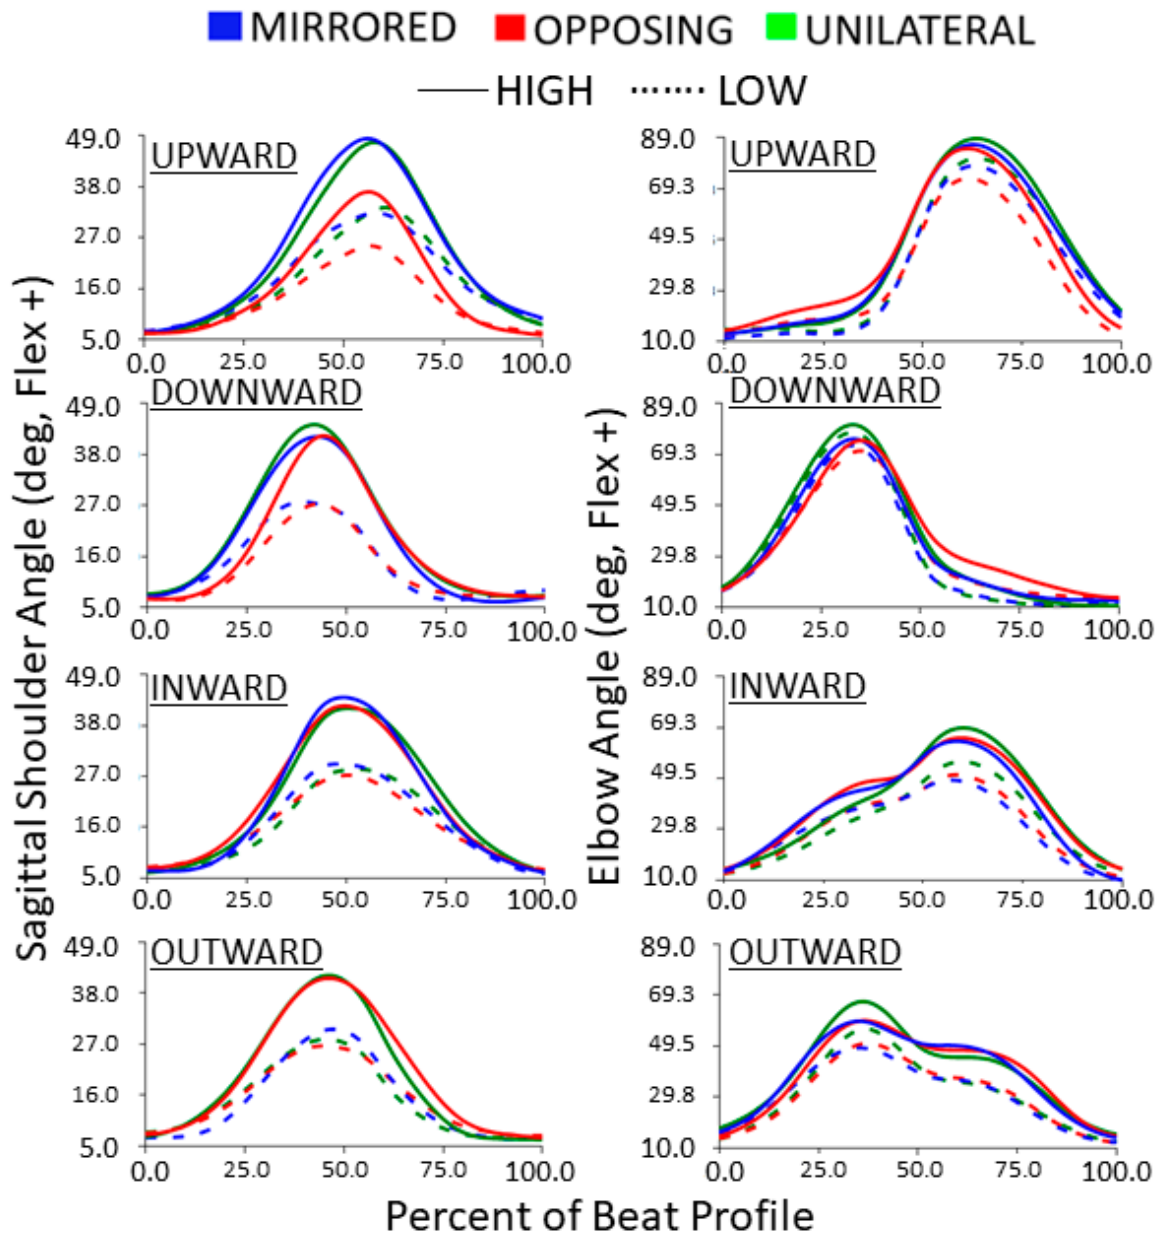 MIRRORED OPPOSING UNILATERAL
HIGH LOW
Sagittal Shoulder Angle (deg, Flex +)
UPWARD
49.0
38.0
27.0
16.0
5.0
0.0 25.0 50.0 75.0 100.0
DOWNWARD
49.0
38.0
27.0
16.0
5.0
0.0 25.0 50.0 75.0 100.0
INWARD
49.0
38.0
27.0
16.0
5.0
0.0 25.0 50.0 75.0 100.0
OUTWARD
49.0
38.0
27.0
16.0
5.0
0.0 25.0 50.0 75.0 100.0
Elbow Angle (deg, Flex +)
UPWARD
89.0
69.3
49.5
29.8
10.0
0.0 25.0 50.0 75.0 100.0
DOWNWARD
89.0
69.3
49.5
29.8
10.0
0.0 25.0 50.0 75.0 100.0
INWARD
89.0
69.3
49.5
29.8
10.0
0.0 25.0 50.0 75.0 100.0
OUTWARD
89.0
69.3
49.5
29.8
10.0
0.0 25.0 50.0 75.0 100.0
Percent of Beat Profile